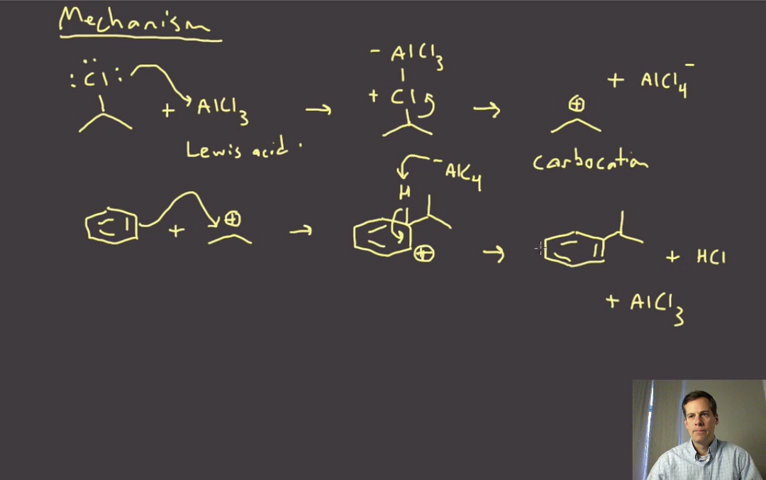 Mechanism
:Cl: + AlCl3 → - AlCl3 + Cl → ⊕ + AlCl4-
Lewis acid.
carbocation
-AlCl4
H
+ ⊕ → ⊕ → + HCl
+ AlCl3